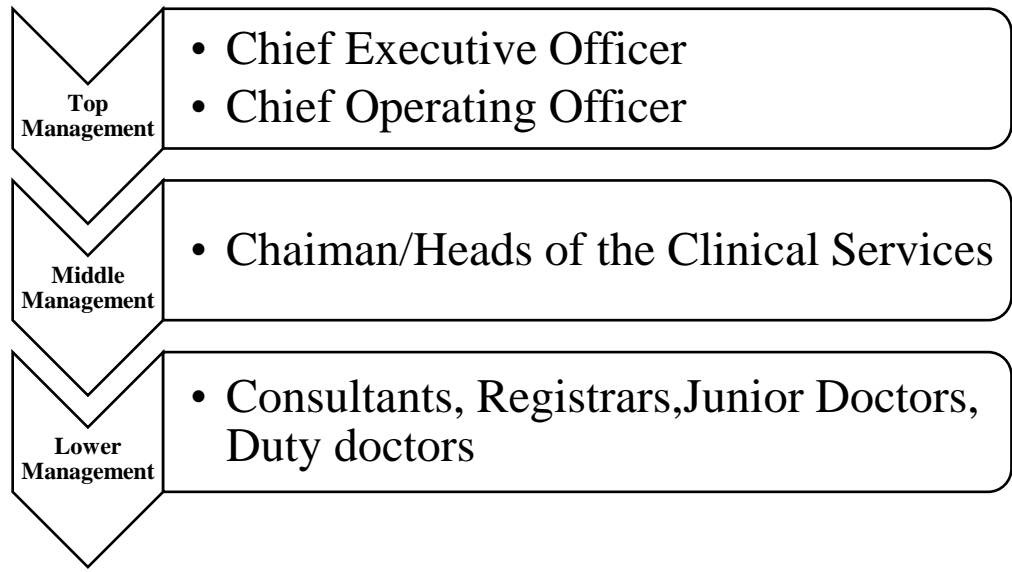 Top
Management
• Chief Executive Officer
• Chief Operating Officer
Middle
Management
• Chaiman/Heads of the Clinical Services
Lower
Management
• Consultants, Registrars,Junior Doctors,
Duty doctors